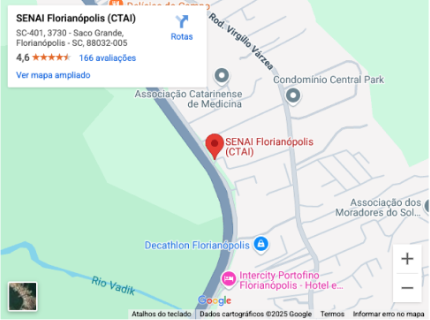 Delícias do Campo
SENAI Florianópolis (CTAI)
SC-401, 3730 - Saco Grande,
Florianópolis - SC, 88032-005
Rotas
4,6
166 avaliações
Ver mapa ampliado
Rod. Virgílio Várzea
Condomínio Central Park
Associação Catarinense
de Medicina
SENAI Florianópolis
(CTAI)
Associação dos
Moradores do Sol...
Decathlon Florianópolis
Rio Vadik
Intercity Portofino
Florianópolis - Hotel e...
Google
+
−
Atalhos do teclado
Dados cartográficos ©2025 Google
Termos
Informar erro no mapa